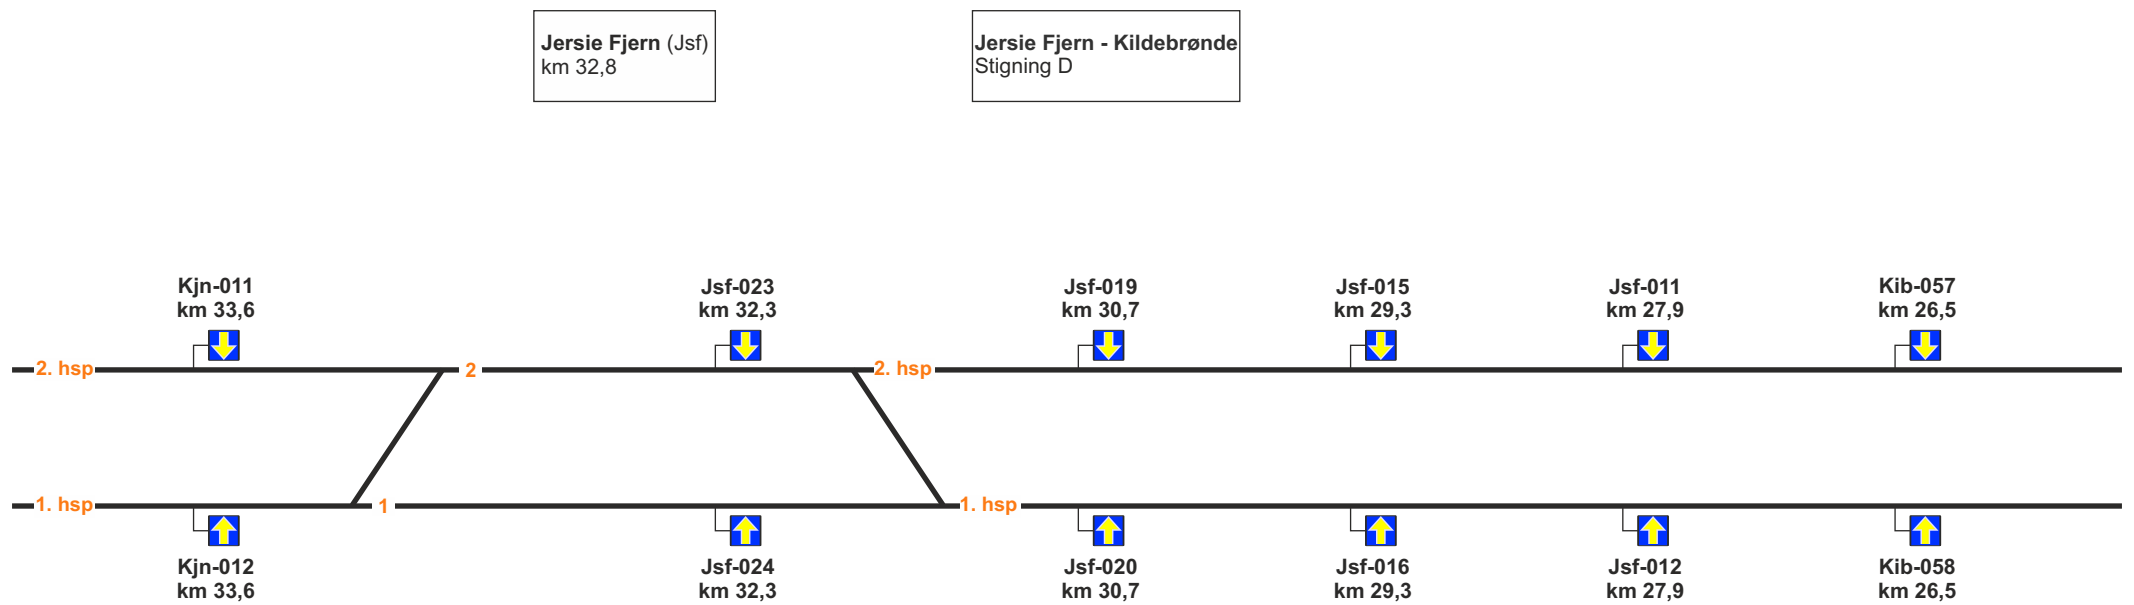 Jersie Fjern (Jsf)
km 32,8
Jersie Fjern - Kildebrønde
Stigning D
Kjn-011
km 33,6
Jsf-023
km 32,3
Jsf-019
km 30,7
Jsf-015
km 29,3
Jsf-011
km 27,9
Kib-057
km 26,5
2. hsp
2
2. hsp
1. hsp
1
1. hsp
Kjn-012
km 33,6
Jsf-024
km 32,3
Jsf-020
km 30,7
Jsf-016
km 29,3
Jsf-012
km 27,9
Kib-058
km 26,5